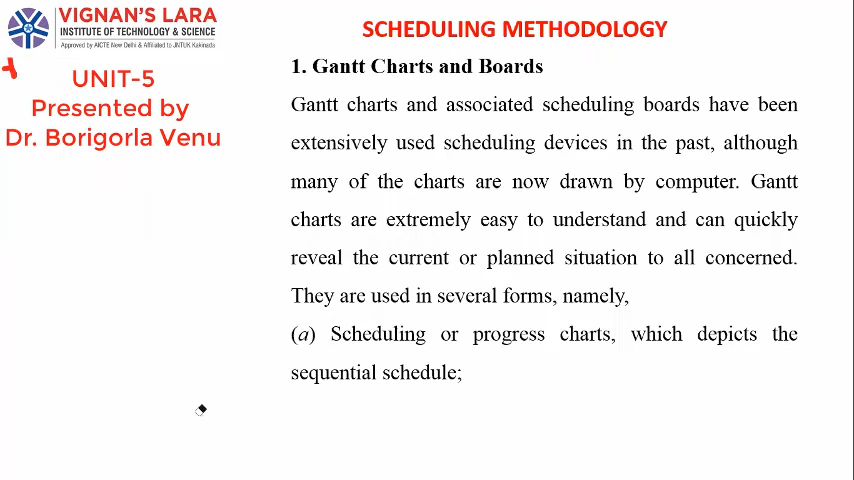 VIGNAN'S LARA
INSTITUTE OF TECHNOLOGY & SCIENCE
Approved by AICTE New Delhi & Affiliated to JNTUK Kakinada
UNIT-5
Presented by
Dr. Borigorla Venu
SCHEDULING METHODOLOGY
1. Gantt Charts and Boards
Gantt charts and associated scheduling boards have been
extensively used scheduling devices in the past, although
many of the charts are now drawn by computer. Gantt
charts are extremely easy to understand and can quickly
reveal the current or planned situation to all concerned.
They are used in several forms, namely,
(a) Scheduling or progress charts, which depicts the
sequential schedule;